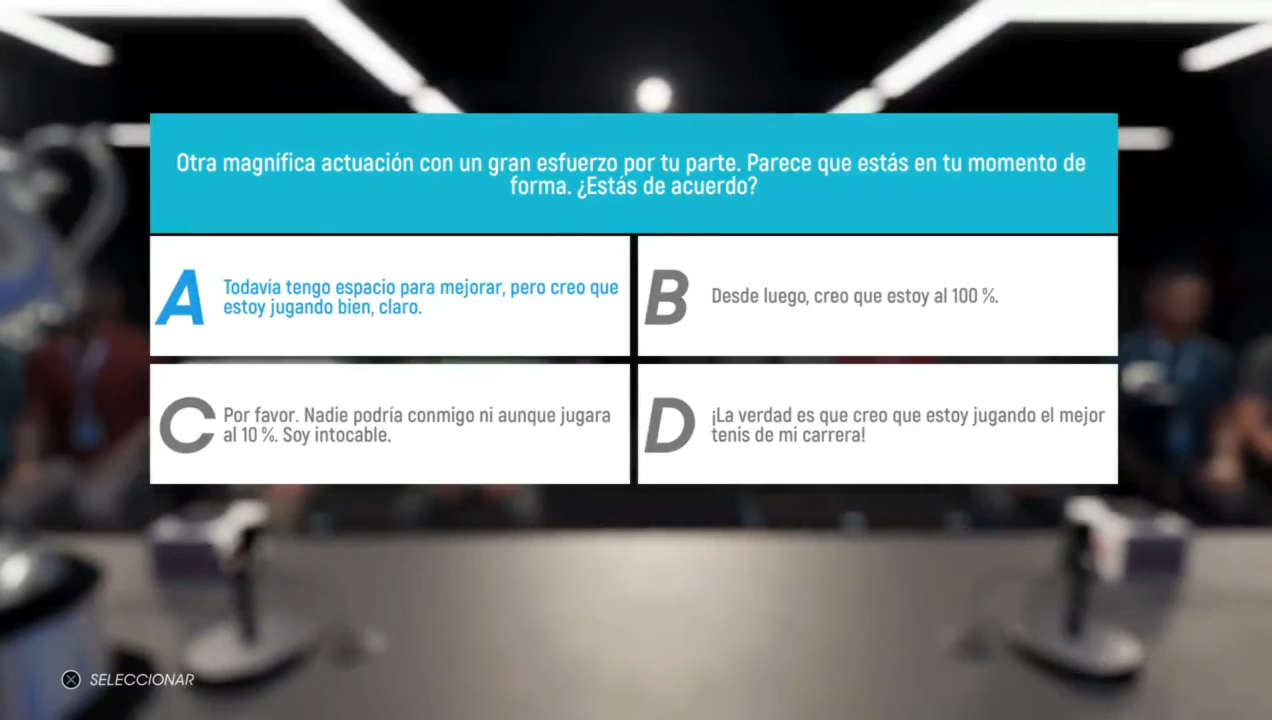 Otra magnífica actuación con un gran esfuerzo por tu parte. Parece que estás en tu momento de
forma. ¿Estás de acuerdo?
A
Todavía tengo espacio para mejorar, pero creo que
estoy jugando bien, claro.
B
Desde luego, creo que estoy al 100 %.
C
Por favor. Nadie podría conmigo ni aunque jugara
al 10 %. Soy intocable.
D
¡La verdad es que creo que estoy jugando el mejor
tenis de mi carrera!
SELECCIONAR